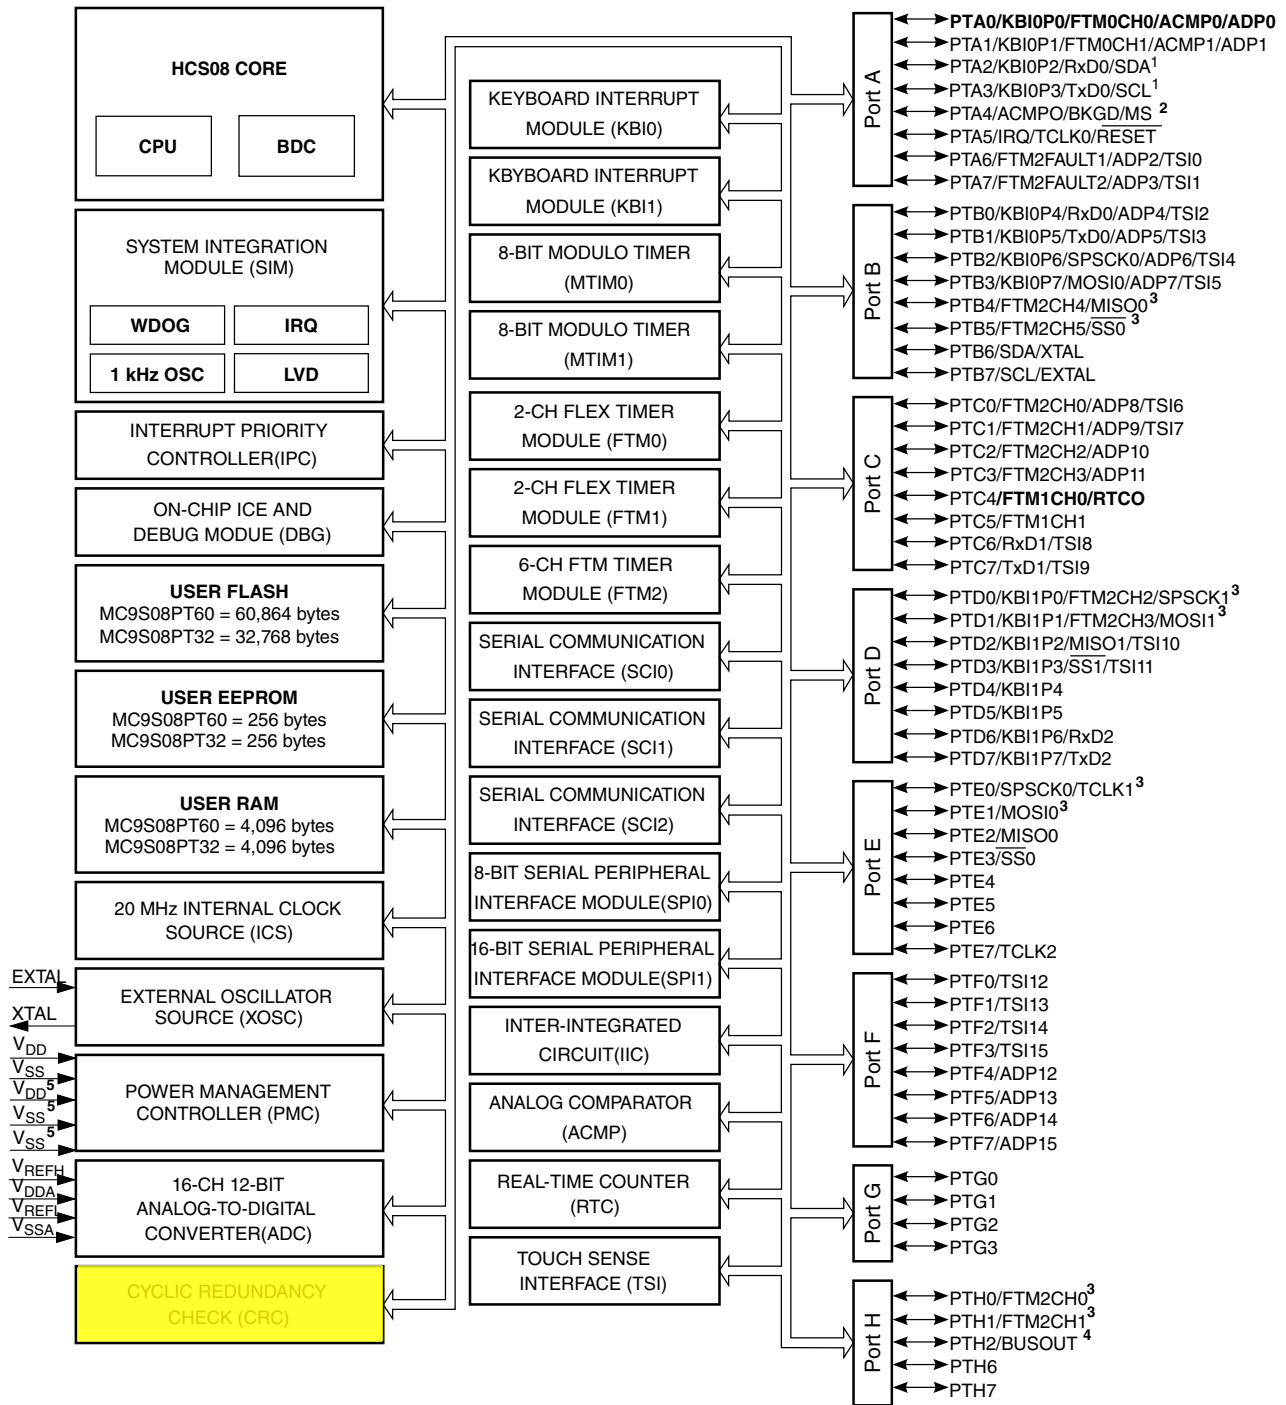 HCS08 CORE
CPU
BDC
SYSTEM INTEGRATION
MODULE (SIM)
WDOG
IRQ
1 kHz OSC
LVD
INTERRUPT PRIORITY
CONTROLLER(IPC)
ON-CHIP ICE AND
DEBUG MODUE (DBG)
USER FLASH
MC9S08PT60 = 60,864 bytes
MC9S08PT32 = 32,768 bytes
USER EEPROM
MC9S08PT60 = 256 bytes
MC9S08PT32 = 256 bytes
USER RAM
MC9S08PT60 = 4,096 bytes
MC9S08PT32 = 4,096 bytes
20 MHz INTERNAL CLOCK
SOURCE (ICS)
EXTAL
XTAL
EXTERNAL OSCILLATOR
SOURCE (XOSC)
VDD
VSS
VDD5
VSS5
VSS5
POWER MANAGEMENT
CONTROLLER (PMC)
VREFH
VDDA
VREFL
VSSA
16-CH 12-BIT
ANALOG-TO-DIGITAL
CONVERTER(ADC)
CYCLIC REDUNDANCY
CHECK (CRC)
KEYBOARD INTERRUPT
MODULE (KBI0)
KBYBOARD INTERRUPT
MODULE (KBI1)
8-BIT MODULO TIMER
(MTIM0)
8-BIT MODULO TIMER
(MTIM1)
2-CH FLEX TIMER
MODULE (FTM0)
2-CH FLEX TIMER
MODULE (FTM1)
6-CH FTM TIMER
MODULE (FTM2)
SERIAL COMMUNICATION
INTERFACE (SCI0)
SERIAL COMMUNICATION
INTERFACE (SCI1)
SERIAL COMMUNICATION
INTERFACE (SCI2)
8-BIT SERIAL PERIPHERAL
INTERFACE MODULE(SPI0)
16-BIT SERIAL PERIPHERAL
INTERFACE MODULE(SPI1)
INTER-INTEGRATED
CIRCUIT(IIC)
ANALOG COMPARATOR
(ACMP)
REAL-TIME COUNTER
(RTC)
TOUCH SENSE
INTERFACE (TSI)
Port A
PTA0/KBI0P0/FTM0CH0/ACMP0/ADP0
PTA1/KBI0P1/FTM0CH1/ACMP1/ADP1
PTA2/KBI0P2/RxD0/SDA1
PTA3/KBI0P3/TxD0/SCL1
PTA4/ACMPO/BKGD/MS 2
PTA5/IRQ/TCLK0/RESET
PTA6/FTM2FAULT1/ADP2/TSI0
PTA7/FTM2FAULT2/ADP3/TSI1
Port B
PTB0/KBI0P4/RxD0/ADP4/TSI2
PTB1/KBI0P5/TxD0/ADP5/TSI3
PTB2/KBI0P6/SPSCK0/ADP6/TSI4
PTB3/KBI0P7/MOSI0/ADP7/TSI5
PTB4/FTM2CH4/MISO03
PTB5/FTM2CH5/SS0 3
PTB6/SDA/XTAL
PTB7/SCL/EXTAL
Port C
PTC0/FTM2CH0/ADP8/TSI6
PTC1/FTM2CH1/ADP9/TSI7
PTC2/FTM2CH2/ADP10
PTC3/FTM2CH3/ADP11
PTC4/FTM1CH0/RTCO
PTC5/FTM1CH1
PTC6/RxD1/TSI8
PTC7/TxD1/TSI9
Port D
PTD0/KBI1P0/FTM2CH2/SPSCK13
PTD1/KBI1P1/FTM2CH3/MOSI13
PTD2/KBI1P2/MISO1/TSI10
PTD3/KBI1P3/SS1/TSI11
PTD4/KBI1P4
PTD5/KBI1P5
PTD6/KBI1P6/RxD2
PTD7/KBI1P7/TxD2
Port E
PTE0/SPSCK0/TCLK13
PTE1/MOSI03
PTE2/MISO0
PTE3/SS0
PTE4
PTE5
PTE6
PTE7/TCLK2
Port F
PTF0/TSI12
PTF1/TSI13
PTF2/TSI14
PTF3/TSI15
PTF4/ADP12
PTF5/ADP13
PTF6/ADP14
PTF7/ADP15
Port G
PTG0
PTG1
PTG2
PTG3
Port H
PTH0/FTM2CH03
PTH1/FTM2CH13
PTH2/BUSOUT 4
PTH6
PTH7